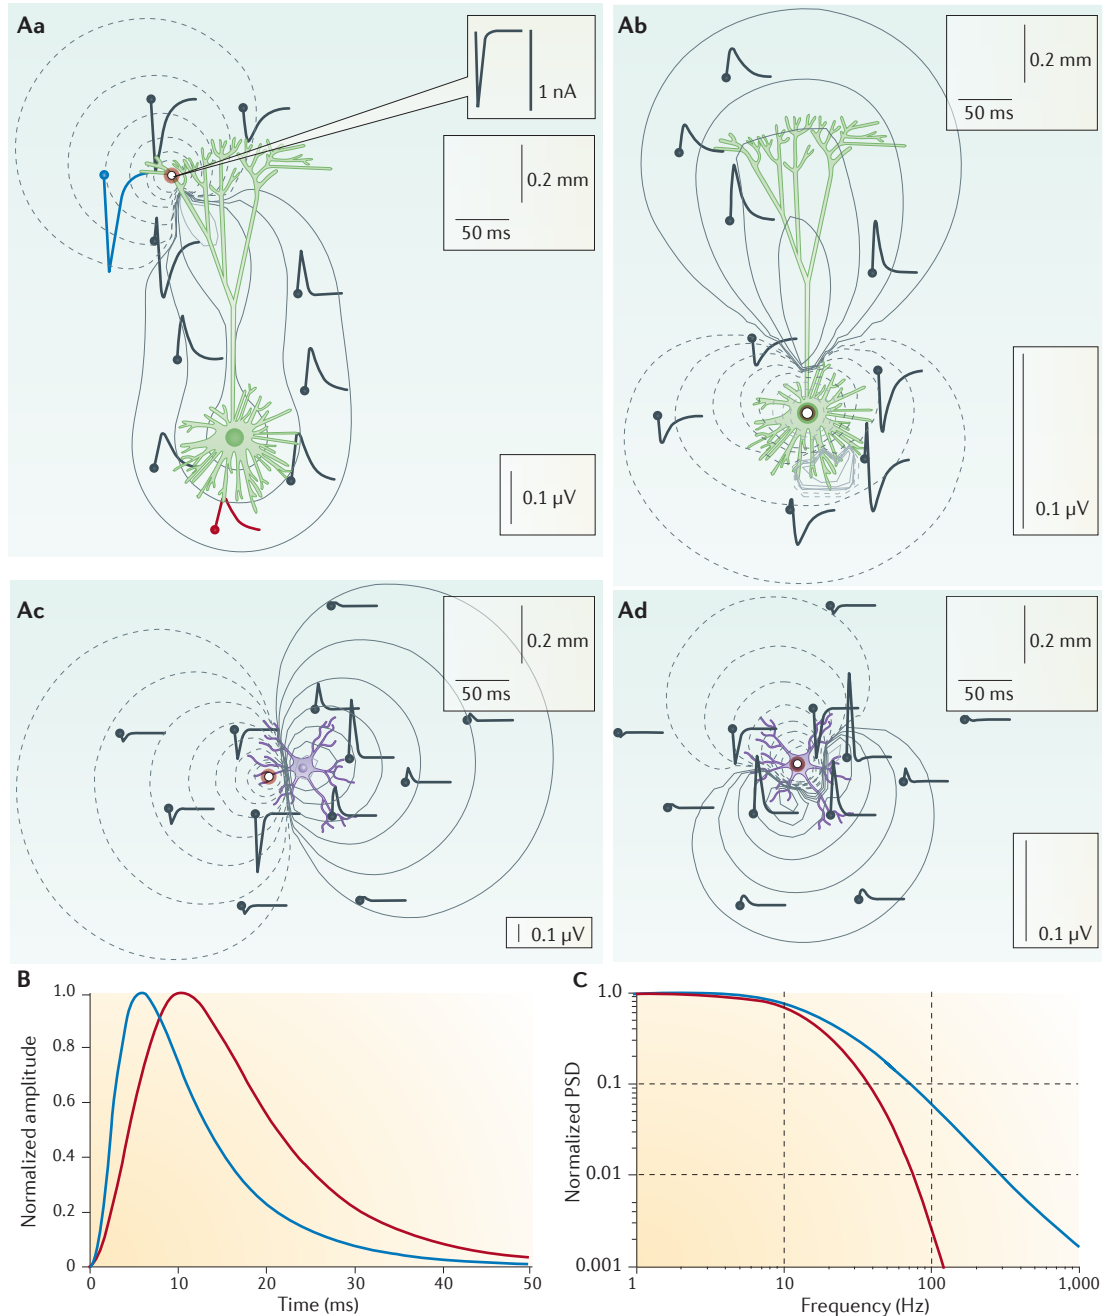 Aa
1 nA
0.2 mm
50 ms
0.1 µV
Ab
0.2 mm
50 ms
0.1 µV
Ac
0.2 mm
50 ms
0.1 µV
Ad
0.2 mm
50 ms
0.1 µV
B
1.0
0.8
0.6
0.4
0.2
0
Normalized amplitude
0
10
20
30
40
50
Time (ms)
C
1.0
0.1
0.01
0.001
Normalized PSD
1
10
100
1,000
Frequency (Hz)